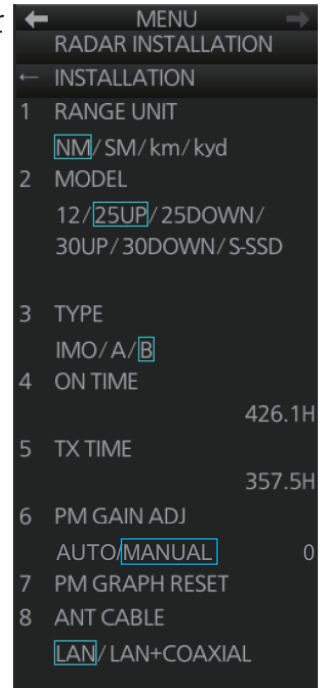 MENU
RADAR INSTALLATION
← INSTALLATION
1 RANGE UNIT
NM/SM/km/kyd
2 MODEL
12/25UP/25DOWN/
30UP/30DOWN/S-SSD
3 TYPE
IMO/A/B
4 ON TIME
426.1H
5 TX TIME
357.5H
6 PM GAIN ADJ
AUTO/MANUAL 0
7 PM GRAPH RESET
8 ANT CABLE
LAN/LAN+COAXIAL